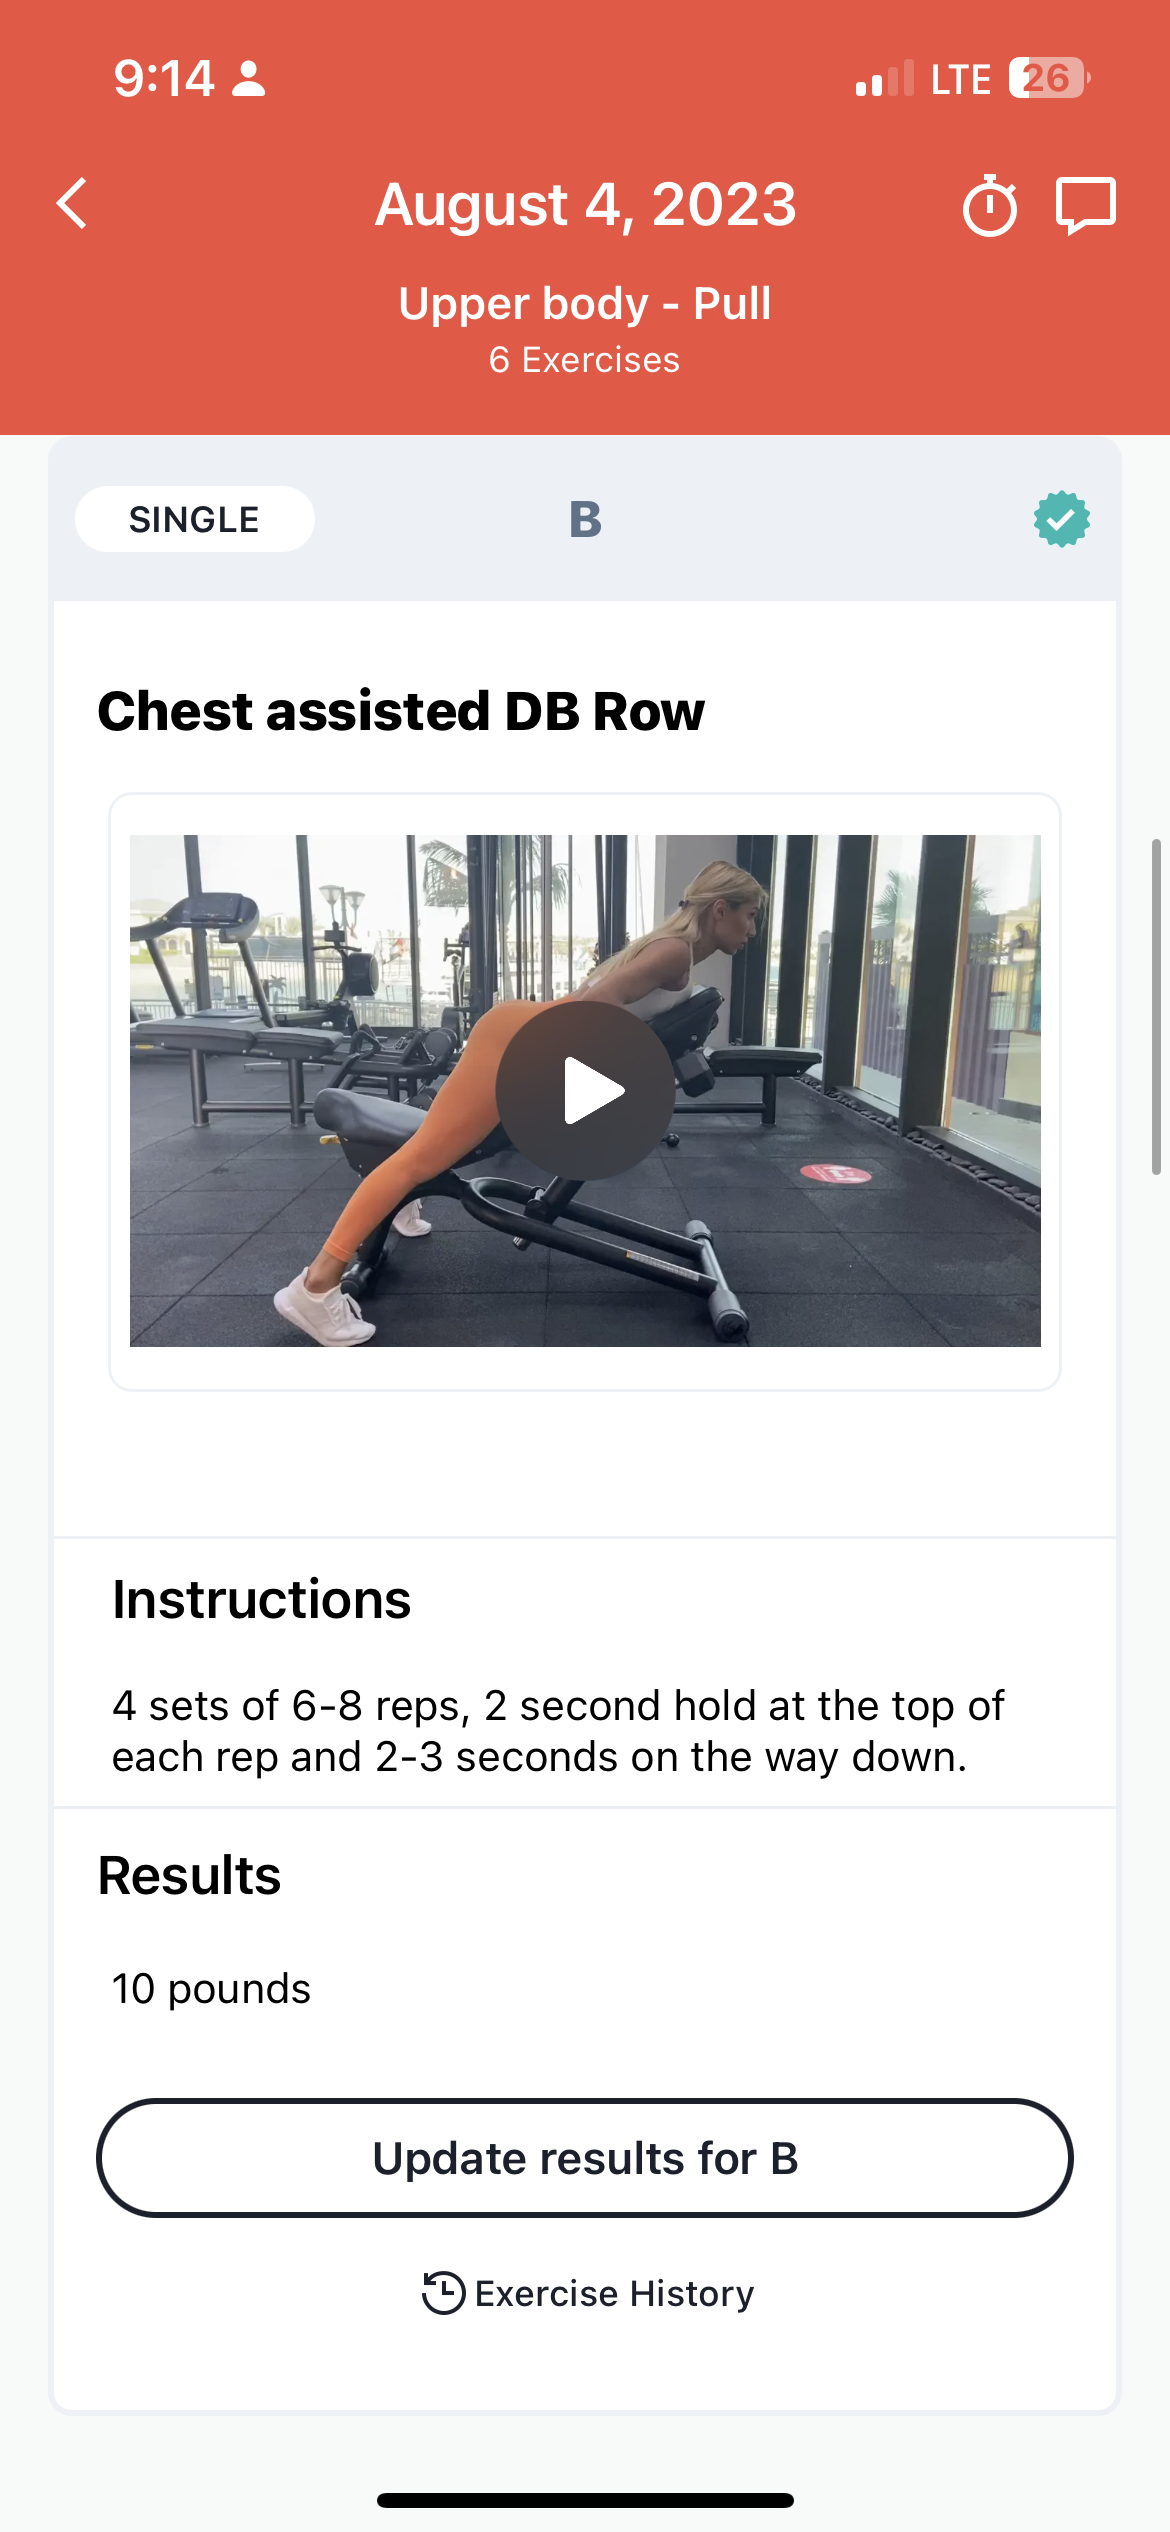 9:14
LTE
26
August 4, 2023
Upper body - Pull
6 Exercises
SINGLE
B
Chest assisted DB Row
Instructions
4 sets of 6-8 reps, 2 second hold at the top of
each rep and 2-3 seconds on the way down.
Results
10 pounds
Update results for B
Exercise History